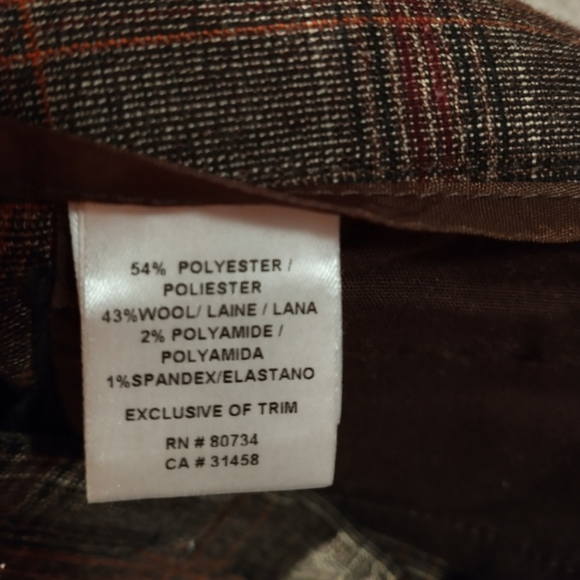 54% POLYESTER /
POLIESTER
43%WOOL/ LAINE / LANA
2% POLYAMIDE /
POLYAMIDA
1%SPANDEX/ELASTANO
EXCLUSIVE OF TRIM
RN # 80734
CA # 31458